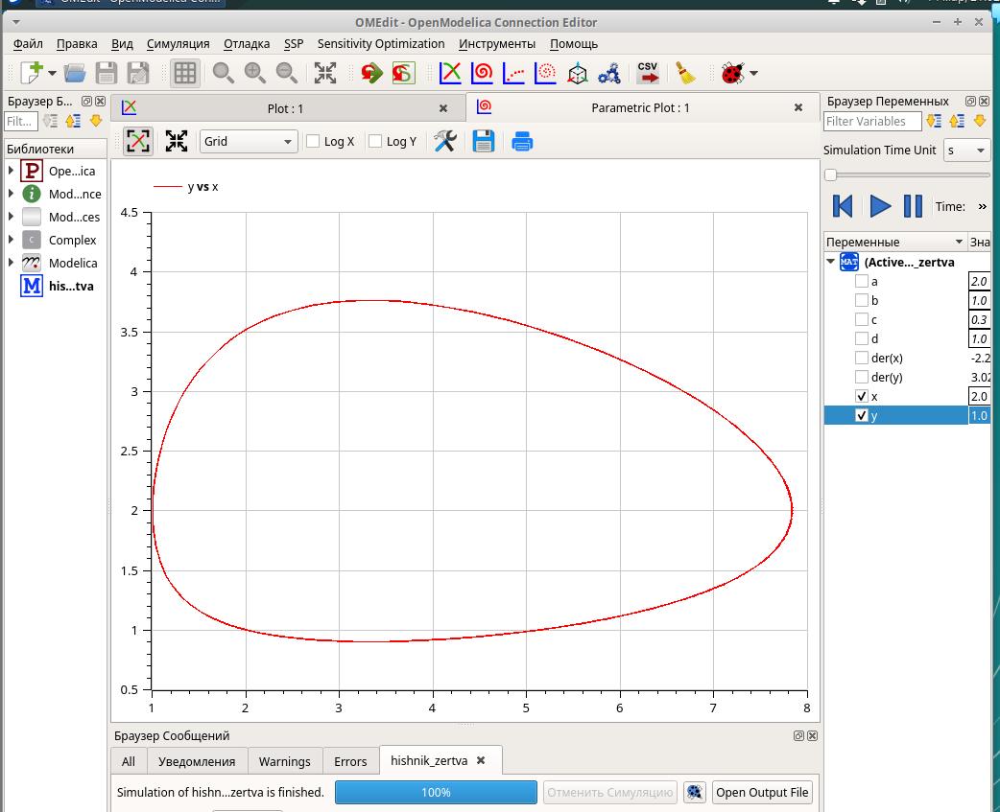 OMEdit - OpenModelica Connection Editor
Файл Правка Вид Симуляция Отладка SSP Sensitivity Optimization Инструменты Помощь
CSV
Браузер Б...
Plot : 1
Parametric Plot : 1
Браузер Переменных
Filt...
Filter Variables
Grid
Log X
Log Y
Simulation Time Unit
s
Библиотеки
P Ope...ica
i Mod...nce
Mod...ces
C Complex
Modelica
M his...tva
Time: »
Переменные
Зна
MAT (Active..._zertva
a 2.0
b 1.0
c 0.3
d 1.0
der(x) -2.2
der(y) 3.02
x 2.0
y 1.0
y vs x
4.5
4
3.5
3
2.5
2
1.5
1
0.5
1 2 3 4 5 6 7 8
Браузер Сообщений
All Уведомления Warnings Errors hishnik_zertva
Simulation of hishn...zertva is finished.
100%
Отменить Симуляцию
Open Output File